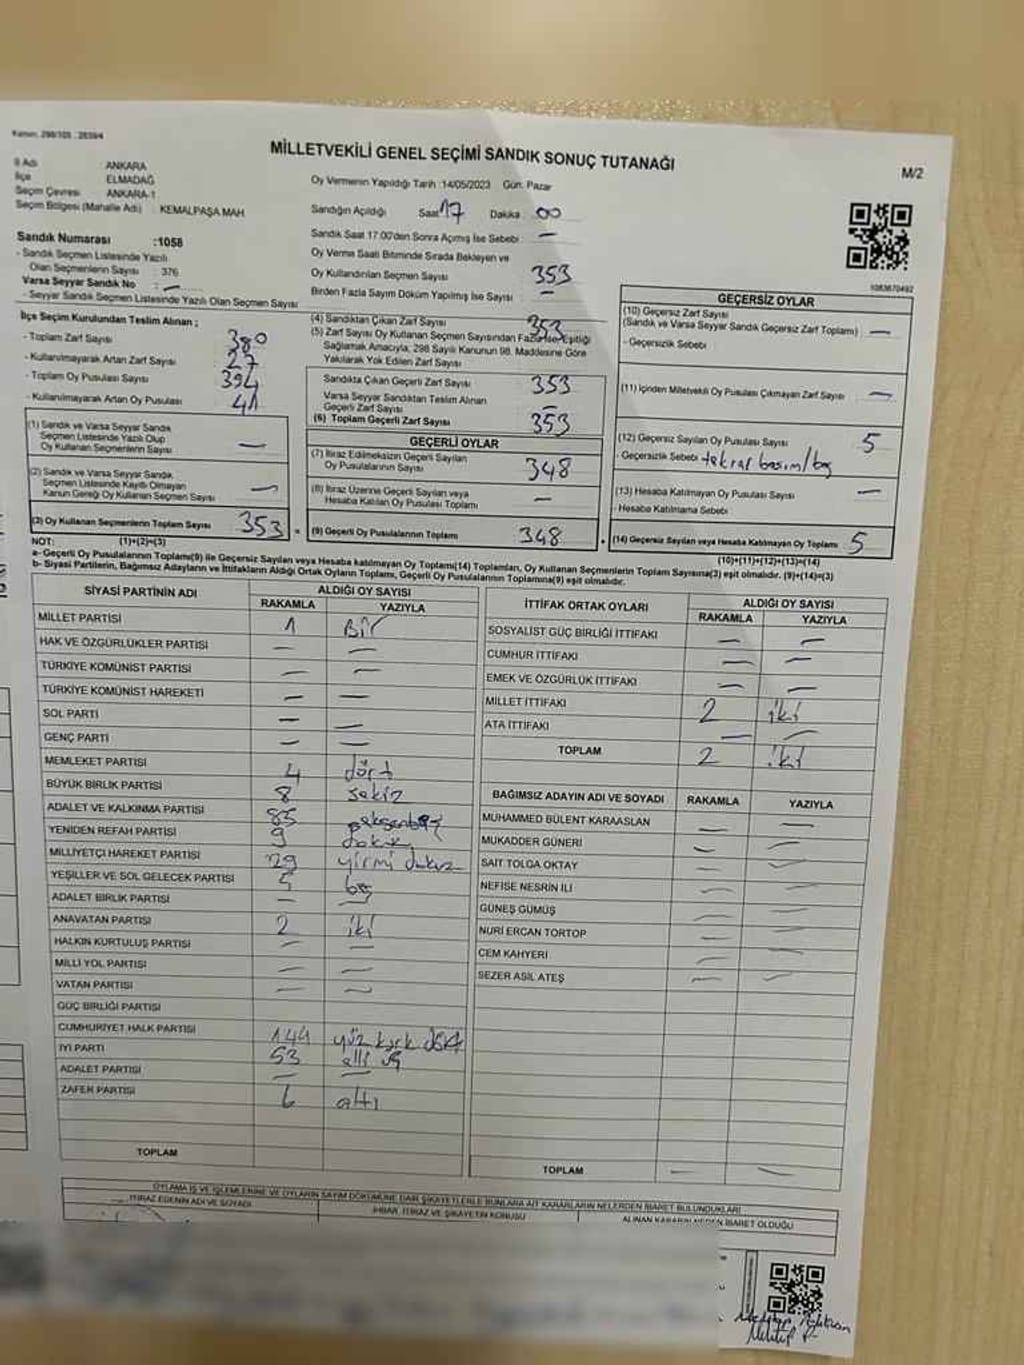 Kanun: 298/105 : 25594
MİLLETVEKİLİ GENEL SEÇİMİ SANDIK SONUÇ TUTANAĞI
M/2
İl Adı : ANKARA
İlçe : ELMADAĞ
Seçim Çevresi : ANKARA-1
Seçim Bölgesi (Mahalle Adı) : KEMALPAŞA MAH.
Sandık Numarası :1058
- Sandık Seçmen Listesinde Yazılı
Olan Seçmenlerin Sayısı : 376
Varsa Seyyar Sandık No : —
- Seyyar Sandık Seçmen Listesinde Yazılı Olan Seçmen Sayısı
Oy Vermenin Yapıldığı Tarih :14/05/2023 Gün: Pazar
Sandığın Açıldığı Saat 17 Dakika : 00
Sandık Saat 17:00'den Sonra Açılmış İse Sebebi : —
Oy Verme Saati Bitiminde Sırada Bekleyen ve
Oy Kullandırılan Seçmen Sayısı 353
Birden Fazla Sayım Döküm Yapılmış İse Sayısı : —
1083670492
İlçe Seçim Kurulundan Teslim Alınan ;
- Toplam Zarf Sayısı 380
- Kullanılmayarak Artan Zarf Sayısı 27
- Toplam Oy Pusulası Sayısı 394
- Kullanılmayarak Artan Oy Pusulası 41
(1) Sandık ve Varsa Seyyar Sandık
Seçmen Listesinde Yazılı Olup
Oy Kullanan Seçmenlerin Sayısı —
(2) Sandık ve Varsa Seyyar Sandık
Seçmen Listesinde Kayıtlı Olmayan
Kanun Gereği Oy Kullanan Seçmen Sayısı —
(3) Oy Kullanan Seçmenlerin Toplam Sayısı 353
(1)+(2)=(3)
(4) Sandıktan Çıkan Zarf Sayısı 353
(5) Zarf Sayısı Oy Kullanan Seçmen Sayısından Fazla İse, Eşitliği
Sağlamak Amacıyla, 298 Sayılı Kanunun 98. Maddesine Göre
Yakılarak Yok Edilen Zarf Sayısı
Sandıkta Çıkan Geçerli Zarf Sayısı 353
Varsa Seyyar Sandıktan Teslim Alınan
Geçerli Zarf Sayısı —
(6) Toplam Geçerli Zarf Sayısı 353
GEÇERLİ OYLAR
(7) İtiraz Edilmeksizin Geçerli Sayılan
Oy Pusulalarının Sayısı 348
(8) İtiraz Üzerine Geçerli Sayılan veya
Hesaba Katılan Oy Pusulası Toplamı —
(9) Geçerli Oy Pusulalarının Toplamı 348
GEÇERSİZ OYLAR
(10) Geçersiz Zarf Sayısı
(Sandık ve Varsa Seyyar Sandık Geçersiz Zarf Toplamı) —
- Geçersizlik Sebebi :
(11) İçinden Milletvekili Oy Pusulası Çıkmayan Zarf Sayısı —
(12) Geçersiz Sayılan Oy Pusulası Sayısı 5
- Geçersizlik Sebebi : tekrar basım/boş
(13) Hesaba Katılmayan Oy Pusulası Sayısı —
- Hesaba Katılmama Sebebi :
(14) Geçersiz Sayılan veya Hesaba Katılmayan Oy Toplamı 5
(10)+(11)+(12)+(13)=(14)
NOT:
a- Geçerli Oy Pusulalarının Toplamı(9) ile Geçersiz Sayılan veya Hesaba Katılmayan Oy Toplamı(14) Toplamları, Oy Kullanan Seçmenlerin Toplam Sayısına(3) eşit olmalıdır. (9)+(14)=(3)
b- Siyasi Partilerin, Bağımsız Adayların ve İttifakların Aldığı Ortak Oyların Toplamı, Geçerli Oy Pusulalarının Toplamına(9) eşit olmalıdır.
SİYASİ PARTİNİN ADI ALDIĞI OY SAYISI
RAKAMLA YAZIYLA
MİLLET PARTİSİ 1 Bir
HAK VE ÖZGÜRLÜKLER PARTİSİ — —
TÜRKİYE KOMÜNİST PARTİSİ — —
TÜRKİYE KOMÜNİST HAREKETİ — —
SOL PARTİ — —
GENÇ PARTİ — —
MEMLEKET PARTİSİ 4 dört
BÜYÜK BİRLİK PARTİSİ 8 sekiz
ADALET VE KALKINMA PARTİSİ 85
YENİDEN REFAH PARTİSİ 9 dokuz
MİLLİYETÇİ HAREKET PARTİSİ 29 yirmi dokuz
YEŞİLLER VE SOL GELECEK PARTİSİ 5 beş
ADALET BİRLİK PARTİSİ — —
ANAVATAN PARTİSİ 2 iki
HALKIN KURTULUŞ PARTİSİ — —
MİLLİ YOL PARTİSİ — —
VATAN PARTİSİ — —
GÜÇ BİRLİĞİ PARTİSİ
CUMHURİYET HALK PARTİSİ 144 yüz kırk dört
İYİ PARTİ 53 elli üç
ADALET PARTİSİ — —
ZAFER PARTİSİ 6 altı
TOPLAM
İTTİFAK ORTAK OYLARI ALDIĞI OY SAYISI
RAKAMLA YAZIYLA
SOSYALİST GÜÇ BİRLİĞİ İTTİFAKI — —
CUMHUR İTTİFAKI — —
EMEK VE ÖZGÜRLÜK İTTİFAKI — —
MİLLET İTTİFAKI 2 iki
ATA İTTİFAKI — —
TOPLAM 2 iki
BAĞIMSIZ ADAYIN ADI VE SOYADI RAKAMLA YAZIYLA
MUHAMMED BÜLENT KARAASLAN — —
MUKADDER GÜNERİ — —
SAİT TOLGA OKTAY — —
NEFİSE NESRİN İLİ — —
GÜNEŞ GÜMÜŞ — —
NURİ ERCAN TORTOP — —
CEM KAHYERİ — —
SEZER ASIL ATEŞ — —
TOPLAM — —
OYLAMA İŞ VE İŞLEMLERİNE VE OYLARIN SAYIM DÖKÜMÜNE DAİR ŞİKAYETLERLE BUNLARA AİT KARARLARIN NELERDEN İBARET BULUNDUKLARI
İTİRAZ EDENİN ADI VE SOYADI
İHBAR, İTİRAZ VE ŞİKAYETİN KONUSU
ALINAN KARARIN NEDEN İBARET OLDUĞU